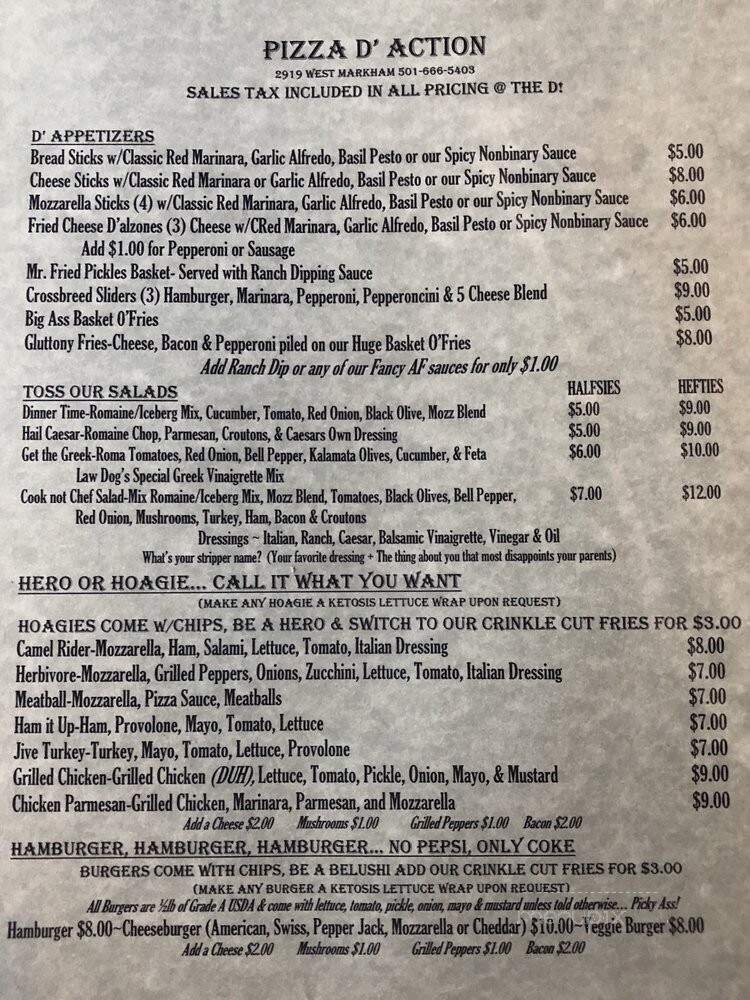 PIZZA D' ACTION
2919 WEST MARKHAM 501-666-5403
SALES TAX INCLUDED IN ALL PRICING @ THE D!
D' APPETIZERS
Bread Sticks w/Classic Red Marinara, Garlic Alfredo, Basil Pesto or our Spicy Nonbinary Sauce $5.00
Cheese Sticks w/Classic Red Marinara or Garlic Alfredo, Basil Pesto or our Spicy Nonbinary Sauce $8.00
Mozzarella Sticks (4) w/Classic Red Marinara, Garlic Alfredo, Basil Pesto or our Spicy Nonbinary Sauce $6.00
Fried Cheese D'alzones (3) Cheese w/CRed Marinara, Garlic Alfredo, Basil Pesto or Spicy Nonbinary Sauce $6.00
Add $1.00 for Pepperoni or Sausage
Mr. Fried Pickles Basket- Served with Ranch Dipping Sauce $5.00
Crossbreed Sliders (3) Hamburger, Marinara, Pepperoni, Pepperoncini & 5 Cheese Blend $9.00
Big Ass Basket O'Fries $5.00
Gluttony Fries-Cheese, Bacon & Pepperoni piled on our Huge Basket O'Fries $8.00
Add Ranch Dip or any of our Fancy AF sauces for only $1.00
TOSS OUR SALADS HALFSIES HEFTIES
Dinner Time-Romaine/Iceberg Mix, Cucumber, Tomato, Red Onion, Black Olive, Mozz Blend $5.00 $9.00
Hail Caesar-Romaine Chop, Parmesan, Croutons, & Caesars Own Dressing $5.00 $9.00
Get the Greek-Roma Tomatoes, Red Onion, Bell Pepper, Kalamata Olives, Cucumber, & Feta $6.00 $10.00
Law Dog's Special Greek Vinaigrette Mix
Cook not Chef Salad-Mix Romaine/Iceberg Mix, Mozz Blend, Tomatoes, Black Olives, Bell Pepper, $7.00 $12.00
Red Onion, Mushrooms, Turkey, Ham, Bacon & Croutons
Dressings ~ Italian, Ranch, Caesar, Balsamic Vinaigrette, Vinegar & Oil
What's your stripper name? (Your favorite dressing + The thing about you that most disappoints your parents)
HERO OR HOAGIE... CALL IT WHAT YOU WANT
(MAKE ANY HOAGIE A KETOSIS LETTUCE WRAP UPON REQUEST)
HOAGIES COME W/CHIPS, BE A HERO & SWITCH TO OUR CRINKLE CUT FRIES FOR $3.00
Camel Rider-Mozzarella, Ham, Salami, Lettuce, Tomato, Italian Dressing $8.00
Herbivore-Mozzarella, Grilled Peppers, Onions, Zucchini, Lettuce, Tomato, Italian Dressing $7.00
Meatball-Mozzarella, Pizza Sauce, Meatballs $7.00
Ham it Up-Ham, Provolone, Mayo, Tomato, Lettuce $7.00
Jive Turkey-Turkey, Mayo, Tomato, Lettuce, Provolone $7.00
Grilled Chicken-Grilled Chicken (DUH), Lettuce, Tomato, Pickle, Onion, Mayo, & Mustard $9.00
Chicken Parmesan-Grilled Chicken, Marinara, Parmesan, and Mozzarella $9.00
Add a Cheese $2.00 Mushrooms $1.00 Grilled Peppers $1.00 Bacon $2.00
HAMBURGER, HAMBURGER, HAMBURGER... NO PEPSI, ONLY COKE
BURGERS COME WITH CHIPS, BE A BELUSHI ADD OUR CRINKLE CUT FRIES FOR $3.00
(MAKE ANY BURGER A KETOSIS LETTUCE WRAP UPON REQUEST)
All Burgers are ½lb of Grade A USDA & come with lettuce, tomato, pickle, onion, mayo & mustard unless told otherwise... Picky Ass!
Hamburger $8.00~Cheeseburger (American, Swiss, Pepper Jack, Mozzarella or Cheddar) $10.00~Veggie Burger $8.00
Add a Cheese $2.00 Mushrooms $1.00 Grilled Peppers $1.00 Bacon $2.00